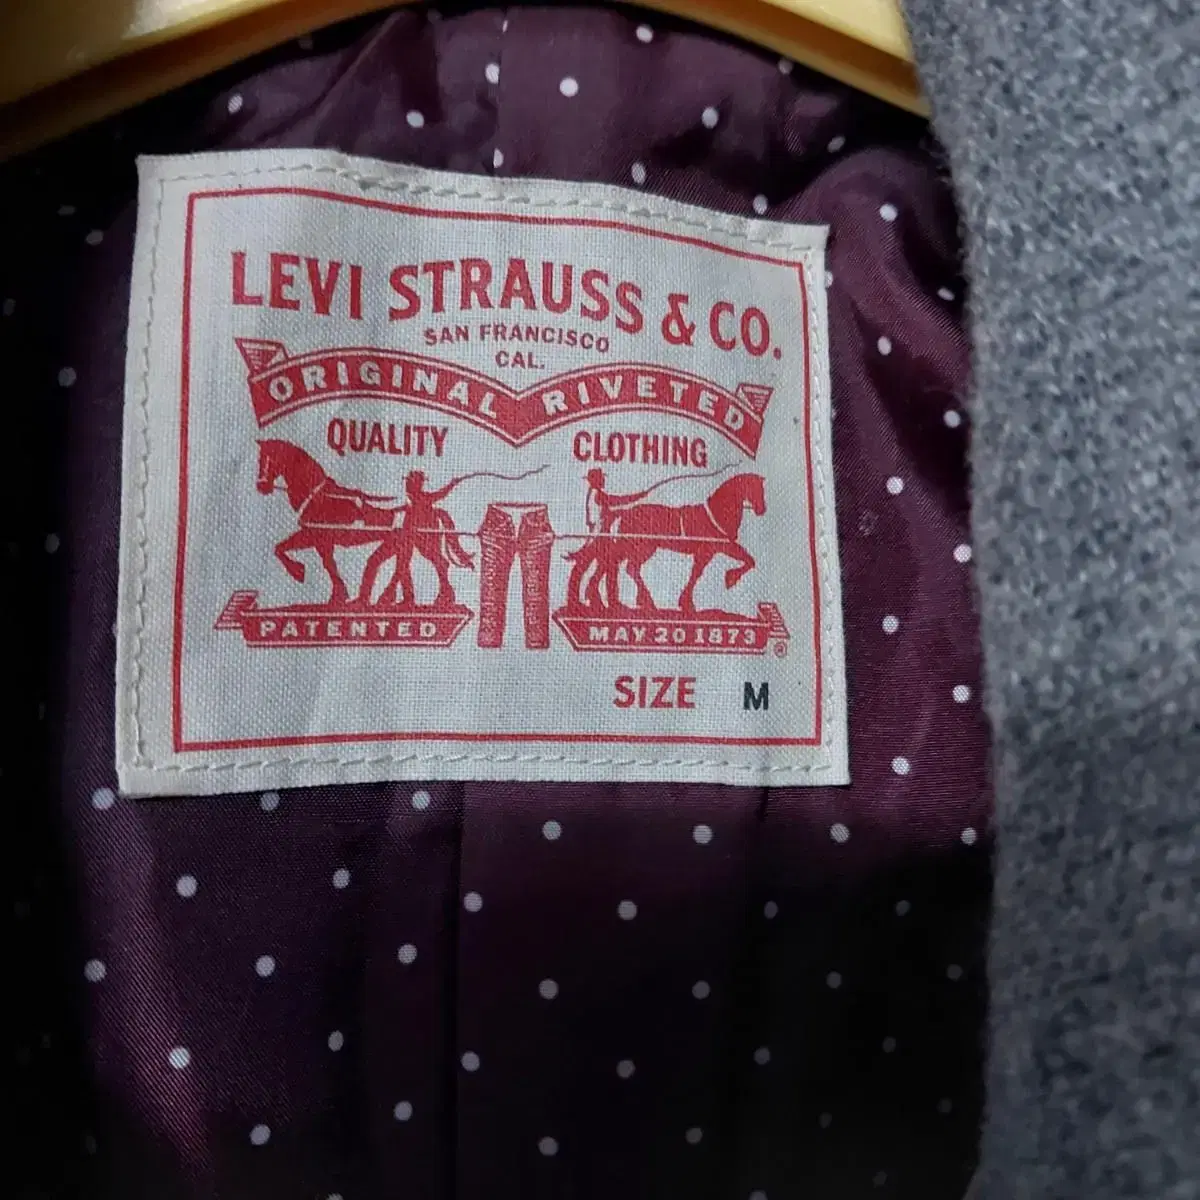 LEVI STRAUSS & CO.
SAN FRANCISCO
CAL.
ORIGINAL RIVETED
QUALITY CLOTHING
PATENTED MAY 20 1873
®
SIZE M